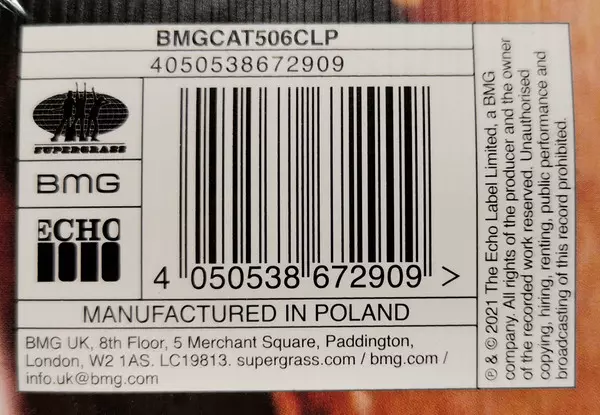 BMGCAT506CLP
4050538672909
SUPERGRASS
BMG
ECHO
4 050538 672909 >
MANUFACTURED IN POLAND
BMG UK, 8th Floor, 5 Merchant Square, Paddington,
London, W2 1AS. LC19813. supergrass.com / bmg.com /
info.uk@bmg.com
℗ & © 2021 The Echo Label Limited, a BMG
company. All rights of the producer and the owner
of the recorded work reserved. Unauthorised
copying, hiring, renting, public performance and
broadcasting of this record prohibited.